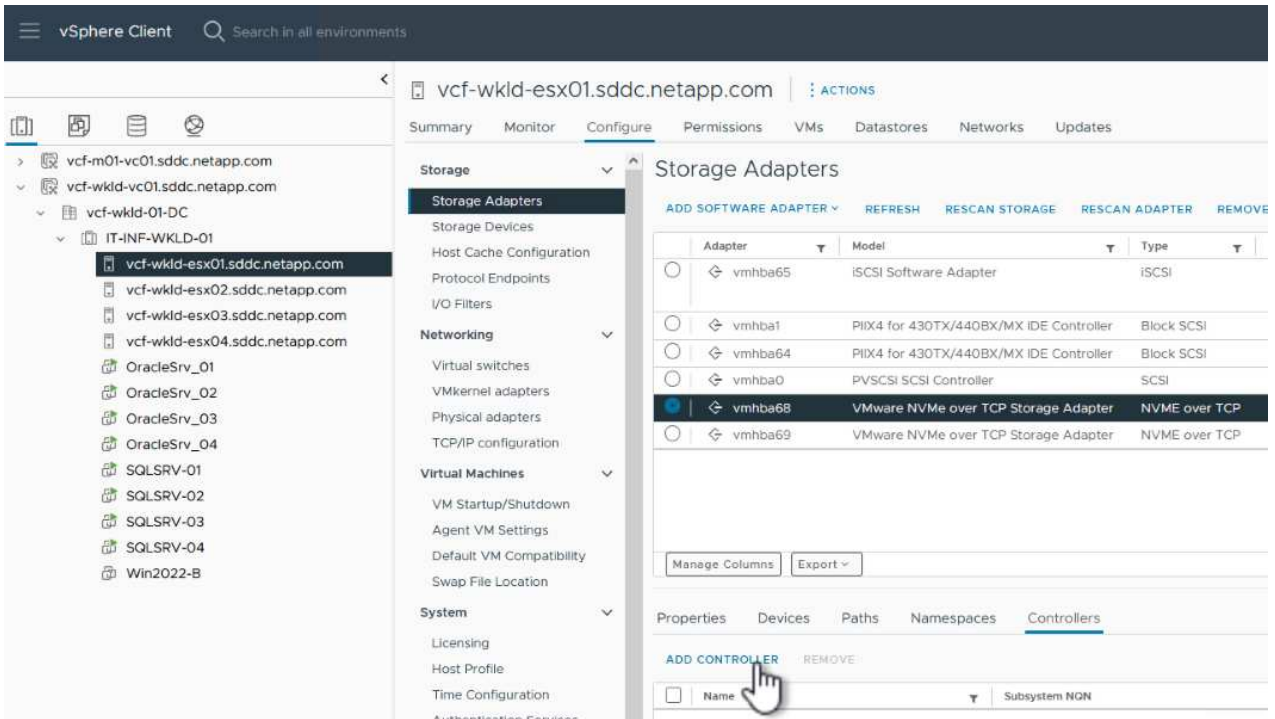 vSphere Client Search in all environments
vcf-wkld-esx01.sddc.netapp.com ACTIONS
Summary Monitor Configure Permissions VMs Datastores Networks Updates
vcf-m01-vc01.sddc.netapp.com
vcf-wkld-vc01.sddc.netapp.com
vcf-wkld-01-DC
IT-INF-WKLD-01
vcf-wkld-esx01.sddc.netapp.com
vcf-wkld-esx02.sddc.netapp.com
vcf-wkld-esx03.sddc.netapp.com
vcf-wkld-esx04.sddc.netapp.com
OracleSrv_01
OracleSrv_02
OracleSrv_03
OracleSrv_04
SQLSRV-01
SQLSRV-02
SQLSRV-03
SQLSRV-04
Win2022-B
Storage
Storage Adapters
Storage Devices
Host Cache Configuration
Protocol Endpoints
I/O Filters
Networking
Virtual switches
VMkernel adapters
Physical adapters
TCP/IP configuration
Virtual Machines
VM Startup/Shutdown
Agent VM Settings
Default VM Compatibility
Swap File Location
System
Licensing
Host Profile
Time Configuration
Authentication Services
Storage Adapters
ADD SOFTWARE ADAPTER REFRESH RESCAN STORAGE RESCAN ADAPTER REMOVE
Adapter Model Type
vmhba65 iSCSI Software Adapter iSCSI
vmhba1 PIIX4 for 430TX/440BX/MX IDE Controller Block SCSI
vmhba64 PIIX4 for 430TX/440BX/MX IDE Controller Block SCSI
vmhba0 PVSCSI SCSI Controller SCSI
vmhba68 VMware NVMe over TCP Storage Adapter NVME over TCP
vmhba69 VMware NVMe over TCP Storage Adapter NVME over TCP
Manage Columns Export
Properties Devices Paths Namespaces Controllers
ADD CONTROLLER REMOVE
Name Subsystem NQN